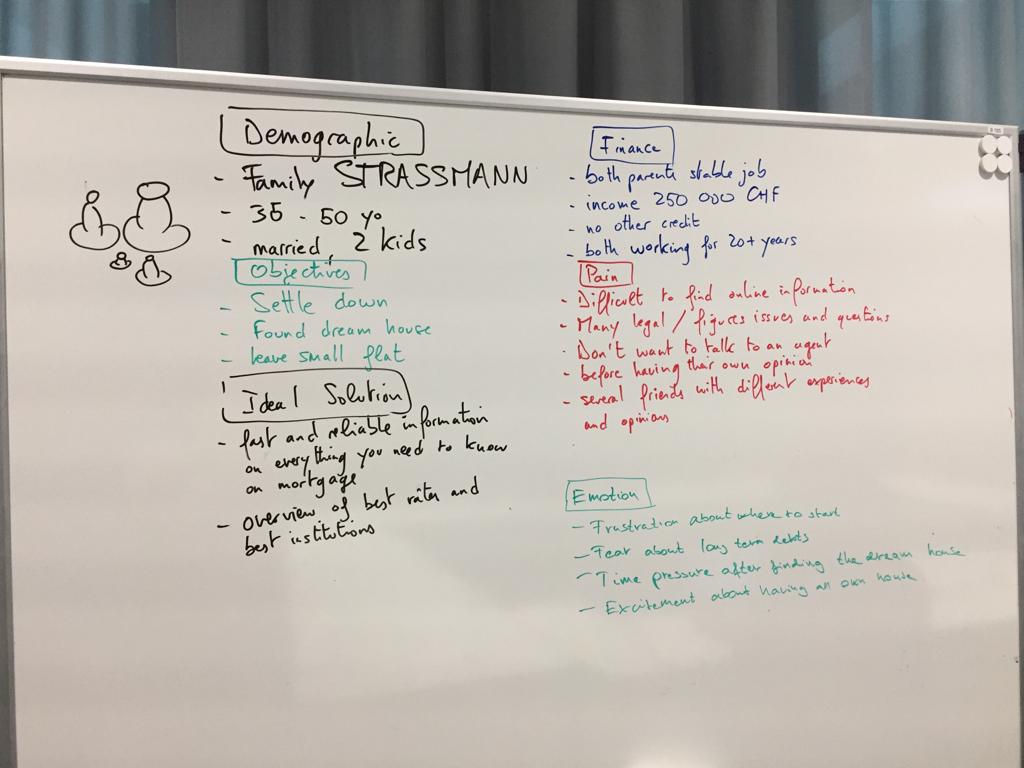 Demographic
- Family STRASSMANN
- 35 - 50 yo
- married, 2 kids
Objectives
- Settle down
- Found dream house
- leave small flat
Ideal Solution
- fast and reliable information
on everything you need to know
on mortgage
- overview of best rates and
best institutions
Finance
- both parents stable job
- income 250 000 CHF
- no other credit
- both working for 20+ years
Pain
- Difficult to find online information
- Many legal / figures issues and questions
- Don't want to talk to an agent
- before having their own opinion
- several friends with different experiences
and opinions
Emotion
- Frustration about where to start
- Fear about long term debts
- Time pressure after finding the dream house
- Excitement about having an own house